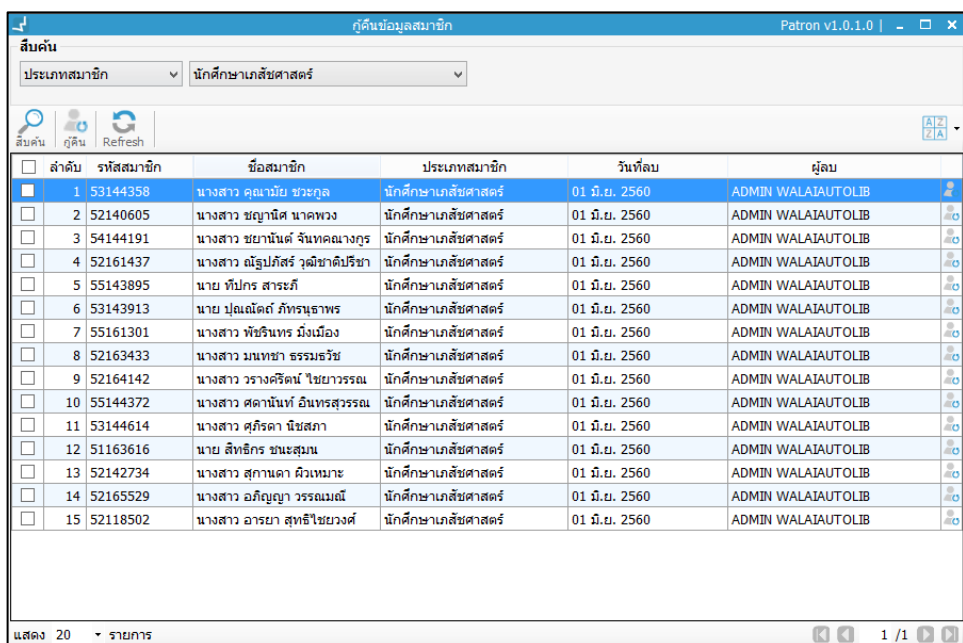 กู้คืนข้อมูลสมาชิก Patron v1.0.1.0 |
สืบค้น
ประเภทสมาชิก นักศึกษาเภสัชศาสตร์
สืบค้น กู้คืน Refresh
ลำดับ รหัสสมาชิก ชื่อสมาชิก ประเภทสมาชิก วันที่ลบ ผู้ลบ
1 53144358 นางสาว คุณามัย ชวะกูล นักศึกษาเภสัชศาสตร์ 01 มิ.ย. 2560 ADMIN WALAIAUTOLIB
2 52140605 นางสาว ชญานิศ นาคพวง นักศึกษาเภสัชศาสตร์ 01 มิ.ย. 2560 ADMIN WALAIAUTOLIB
3 54144191 นางสาว ชยานันต์ จันทคณางกูร นักศึกษาเภสัชศาสตร์ 01 มิ.ย. 2560 ADMIN WALAIAUTOLIB
4 52161437 นางสาว ณัฐปภัสร์ วุฒิชาติปรีชา นักศึกษาเภสัชศาสตร์ 01 มิ.ย. 2560 ADMIN WALAIAUTOLIB
5 55143895 นาย ทีปกร สาระภี นักศึกษาเภสัชศาสตร์ 01 มิ.ย. 2560 ADMIN WALAIAUTOLIB
6 53143913 นาย ปุณณัตถ์ ภัทรนุธาพร นักศึกษาเภสัชศาสตร์ 01 มิ.ย. 2560 ADMIN WALAIAUTOLIB
7 55161301 นางสาว พัชรินทร มิ่งเมือง นักศึกษาเภสัชศาสตร์ 01 มิ.ย. 2560 ADMIN WALAIAUTOLIB
8 52163433 นางสาว มนทชา ธรรมธวัช นักศึกษาเภสัชศาสตร์ 01 มิ.ย. 2560 ADMIN WALAIAUTOLIB
9 52164142 นางสาว วรางค์รัตน์ ไชยาวรรณ นักศึกษาเภสัชศาสตร์ 01 มิ.ย. 2560 ADMIN WALAIAUTOLIB
10 55144372 นางสาว ศดานันท์ อินทรสุวรรณ นักศึกษาเภสัชศาสตร์ 01 มิ.ย. 2560 ADMIN WALAIAUTOLIB
11 53144614 นางสาว ศุภิรดา นิชสภา นักศึกษาเภสัชศาสตร์ 01 มิ.ย. 2560 ADMIN WALAIAUTOLIB
12 51163616 นาย สิทธิกร ชนะสุมน นักศึกษาเภสัชศาสตร์ 01 มิ.ย. 2560 ADMIN WALAIAUTOLIB
13 52142734 นางสาว สุกานดา ผิวเหมาะ นักศึกษาเภสัชศาสตร์ 01 มิ.ย. 2560 ADMIN WALAIAUTOLIB
14 52165529 นางสาว อภิญญา วรรณมณี นักศึกษาเภสัชศาสตร์ 01 มิ.ย. 2560 ADMIN WALAIAUTOLIB
15 52118502 นางสาว อารยา สุทธิไชยวงศ์ นักศึกษาเภสัชศาสตร์ 01 มิ.ย. 2560 ADMIN WALAIAUTOLIB
แสดง 20 รายการ 1 /1